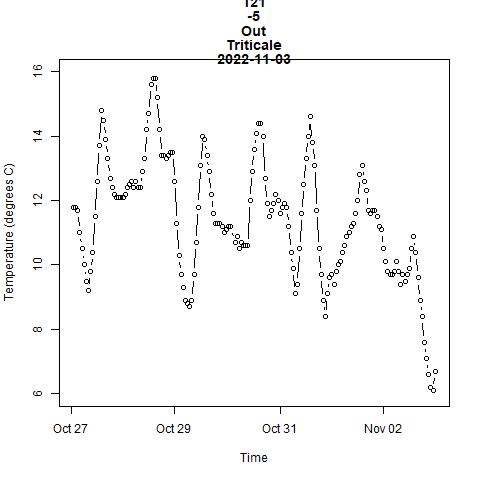 121
-5
Out
Triticale
2022-11-03
Temperature (degrees C)
16
14
12
10
8
6
Oct 27
Oct 29
Oct 31
Nov 02
Time